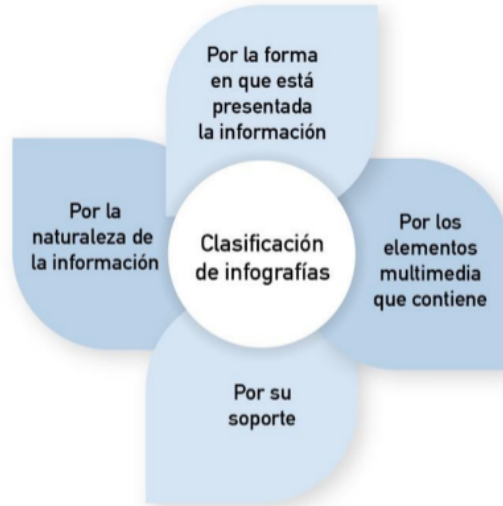 Por la forma
en que está
presentada
la información
Por la
naturaleza de
la información
Clasificación
de infografías
Por los
elementos
multimedia
que contiene
Por su
soporte